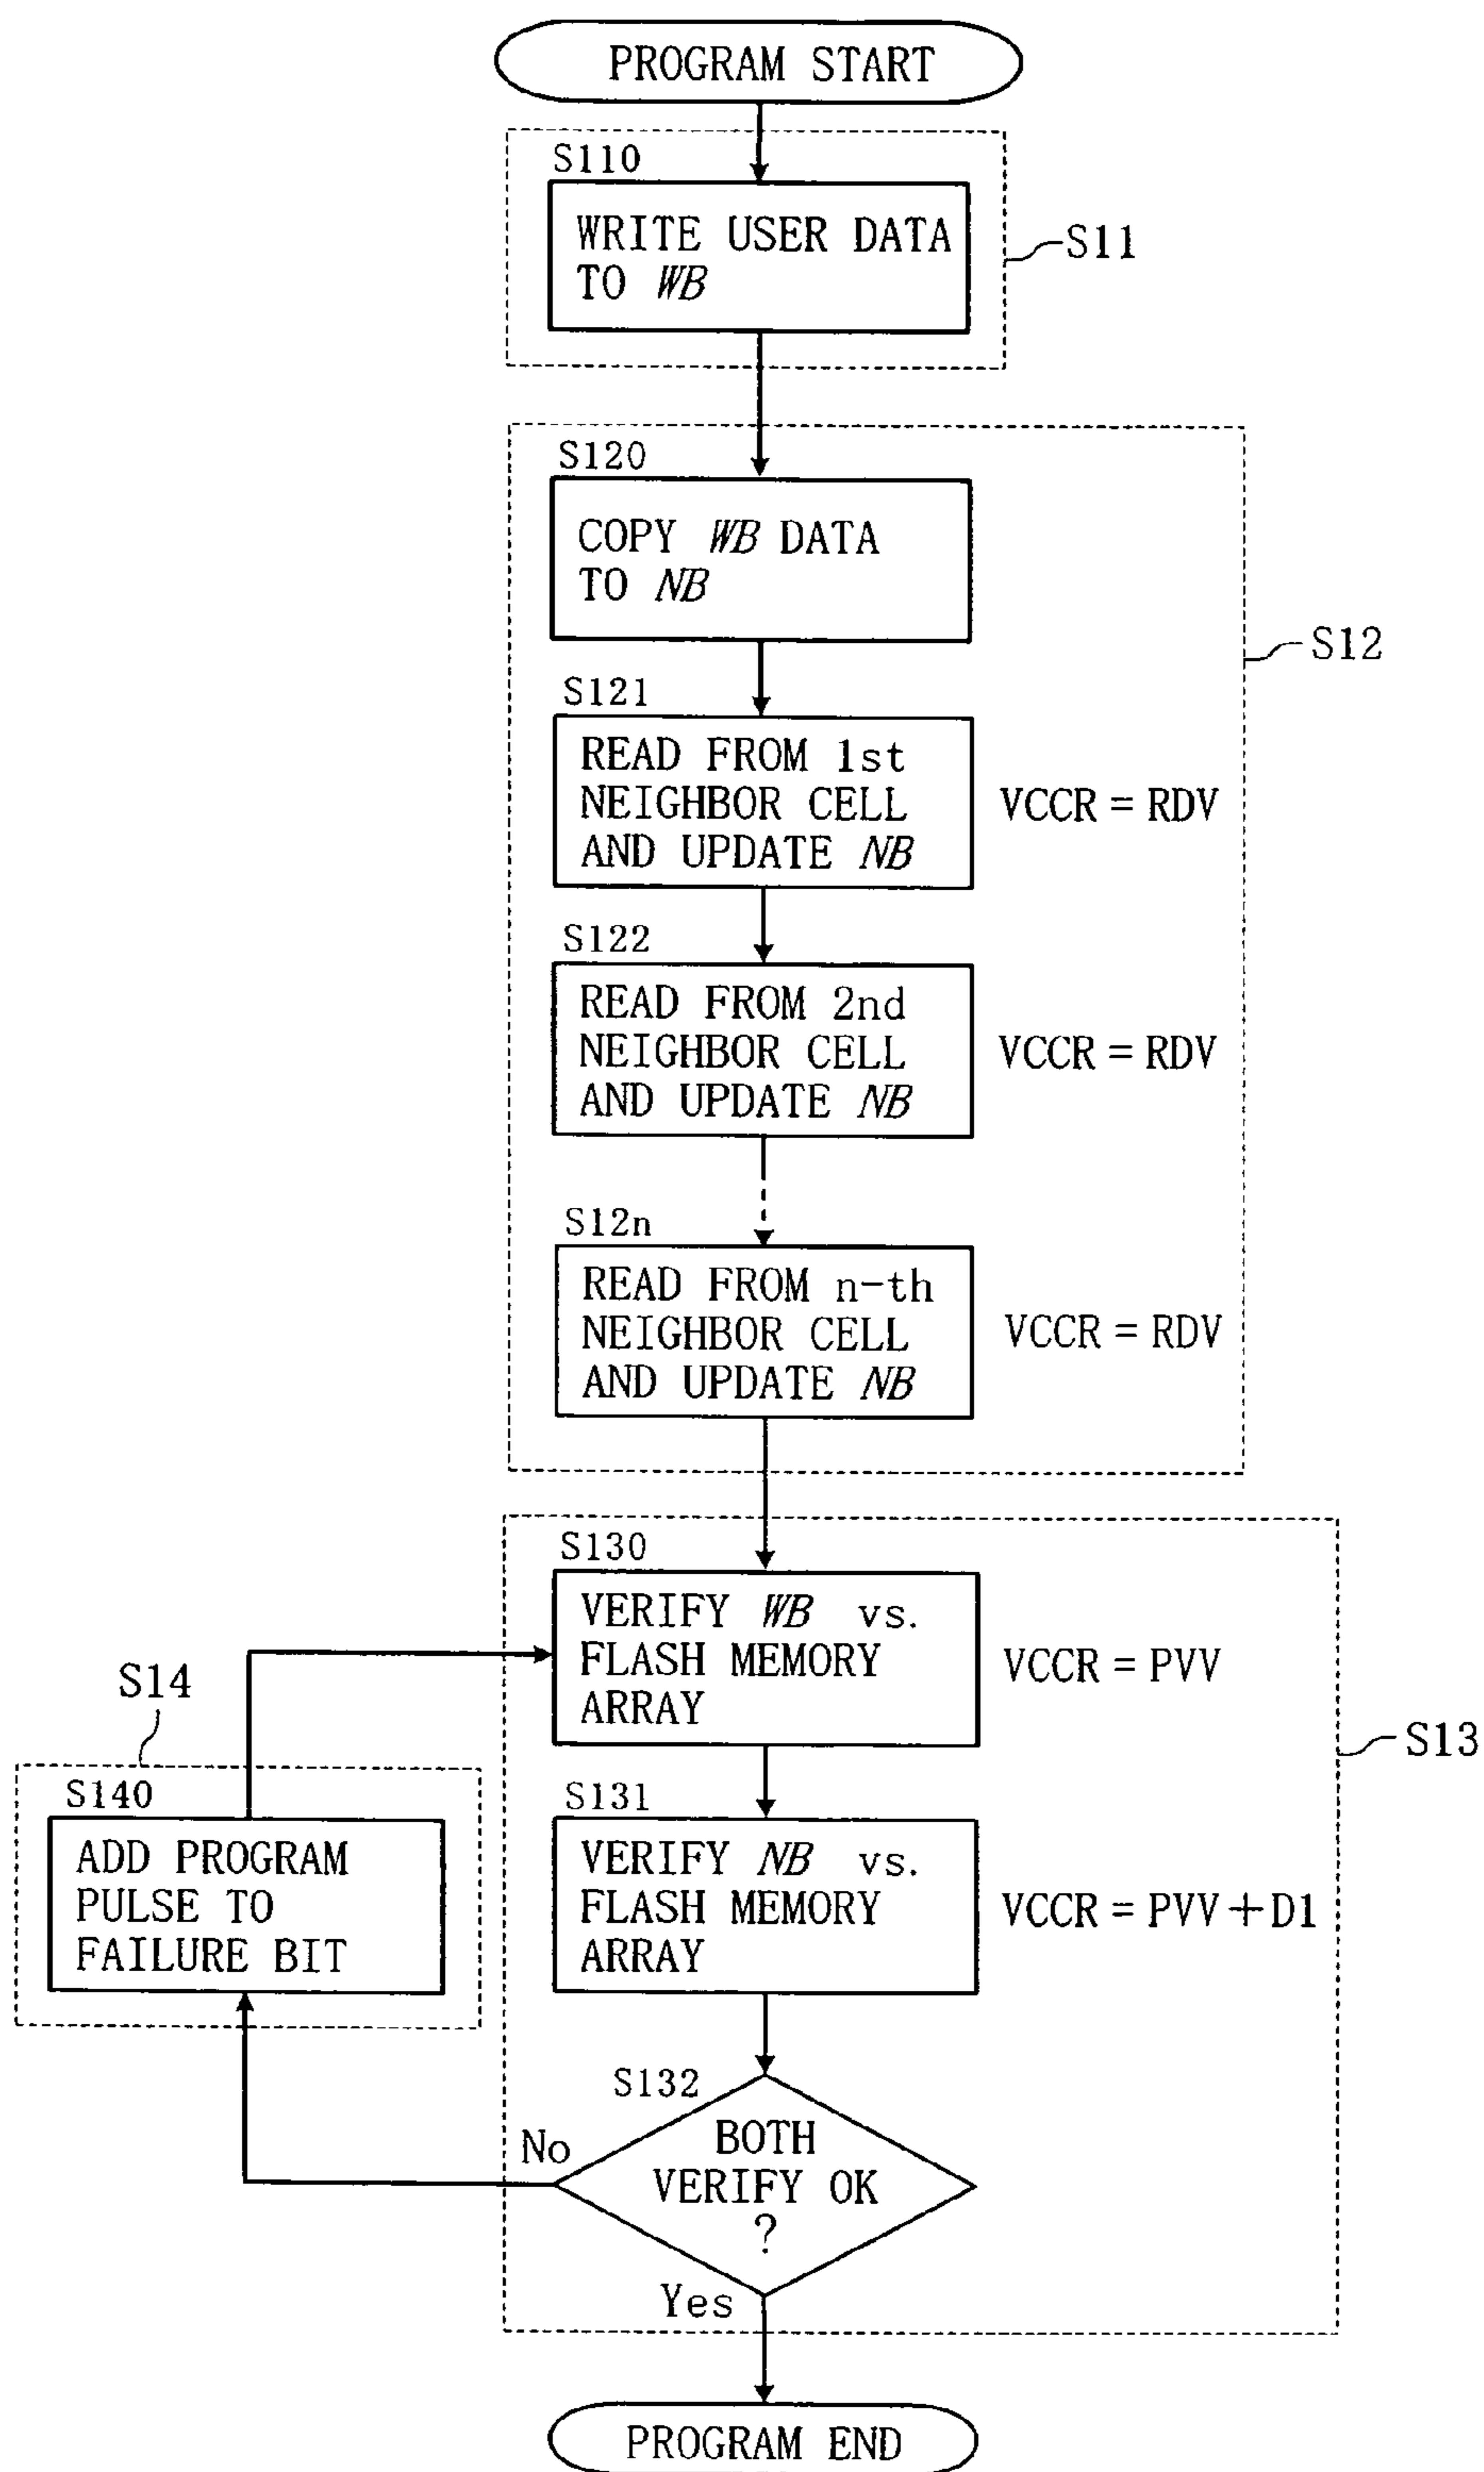 PROGRAM START
S110
WRITE USER DATA
TO WB
S11
S120
COPY WB DATA
TO NB
S12
S121
READ FROM 1st
NEIGHBOR CELL
AND UPDATE NB
VCCR = RDV
S122
READ FROM 2nd
NEIGHBOR CELL
AND UPDATE NB
VCCR = RDV
S12n
READ FROM n-th
NEIGHBOR CELL
AND UPDATE NB
VCCR = RDV
S130
VERIFY WB vs.
FLASH MEMORY
ARRAY
VCCR = PVV
S13
S14
S140
ADD PROGRAM
PULSE TO
FAILURE BIT
S131
VERIFY NB vs.
FLASH MEMORY
ARRAY
VCCR = PVV+D1
S132
BOTH
VERIFY OK
?
No
Yes
PROGRAM END